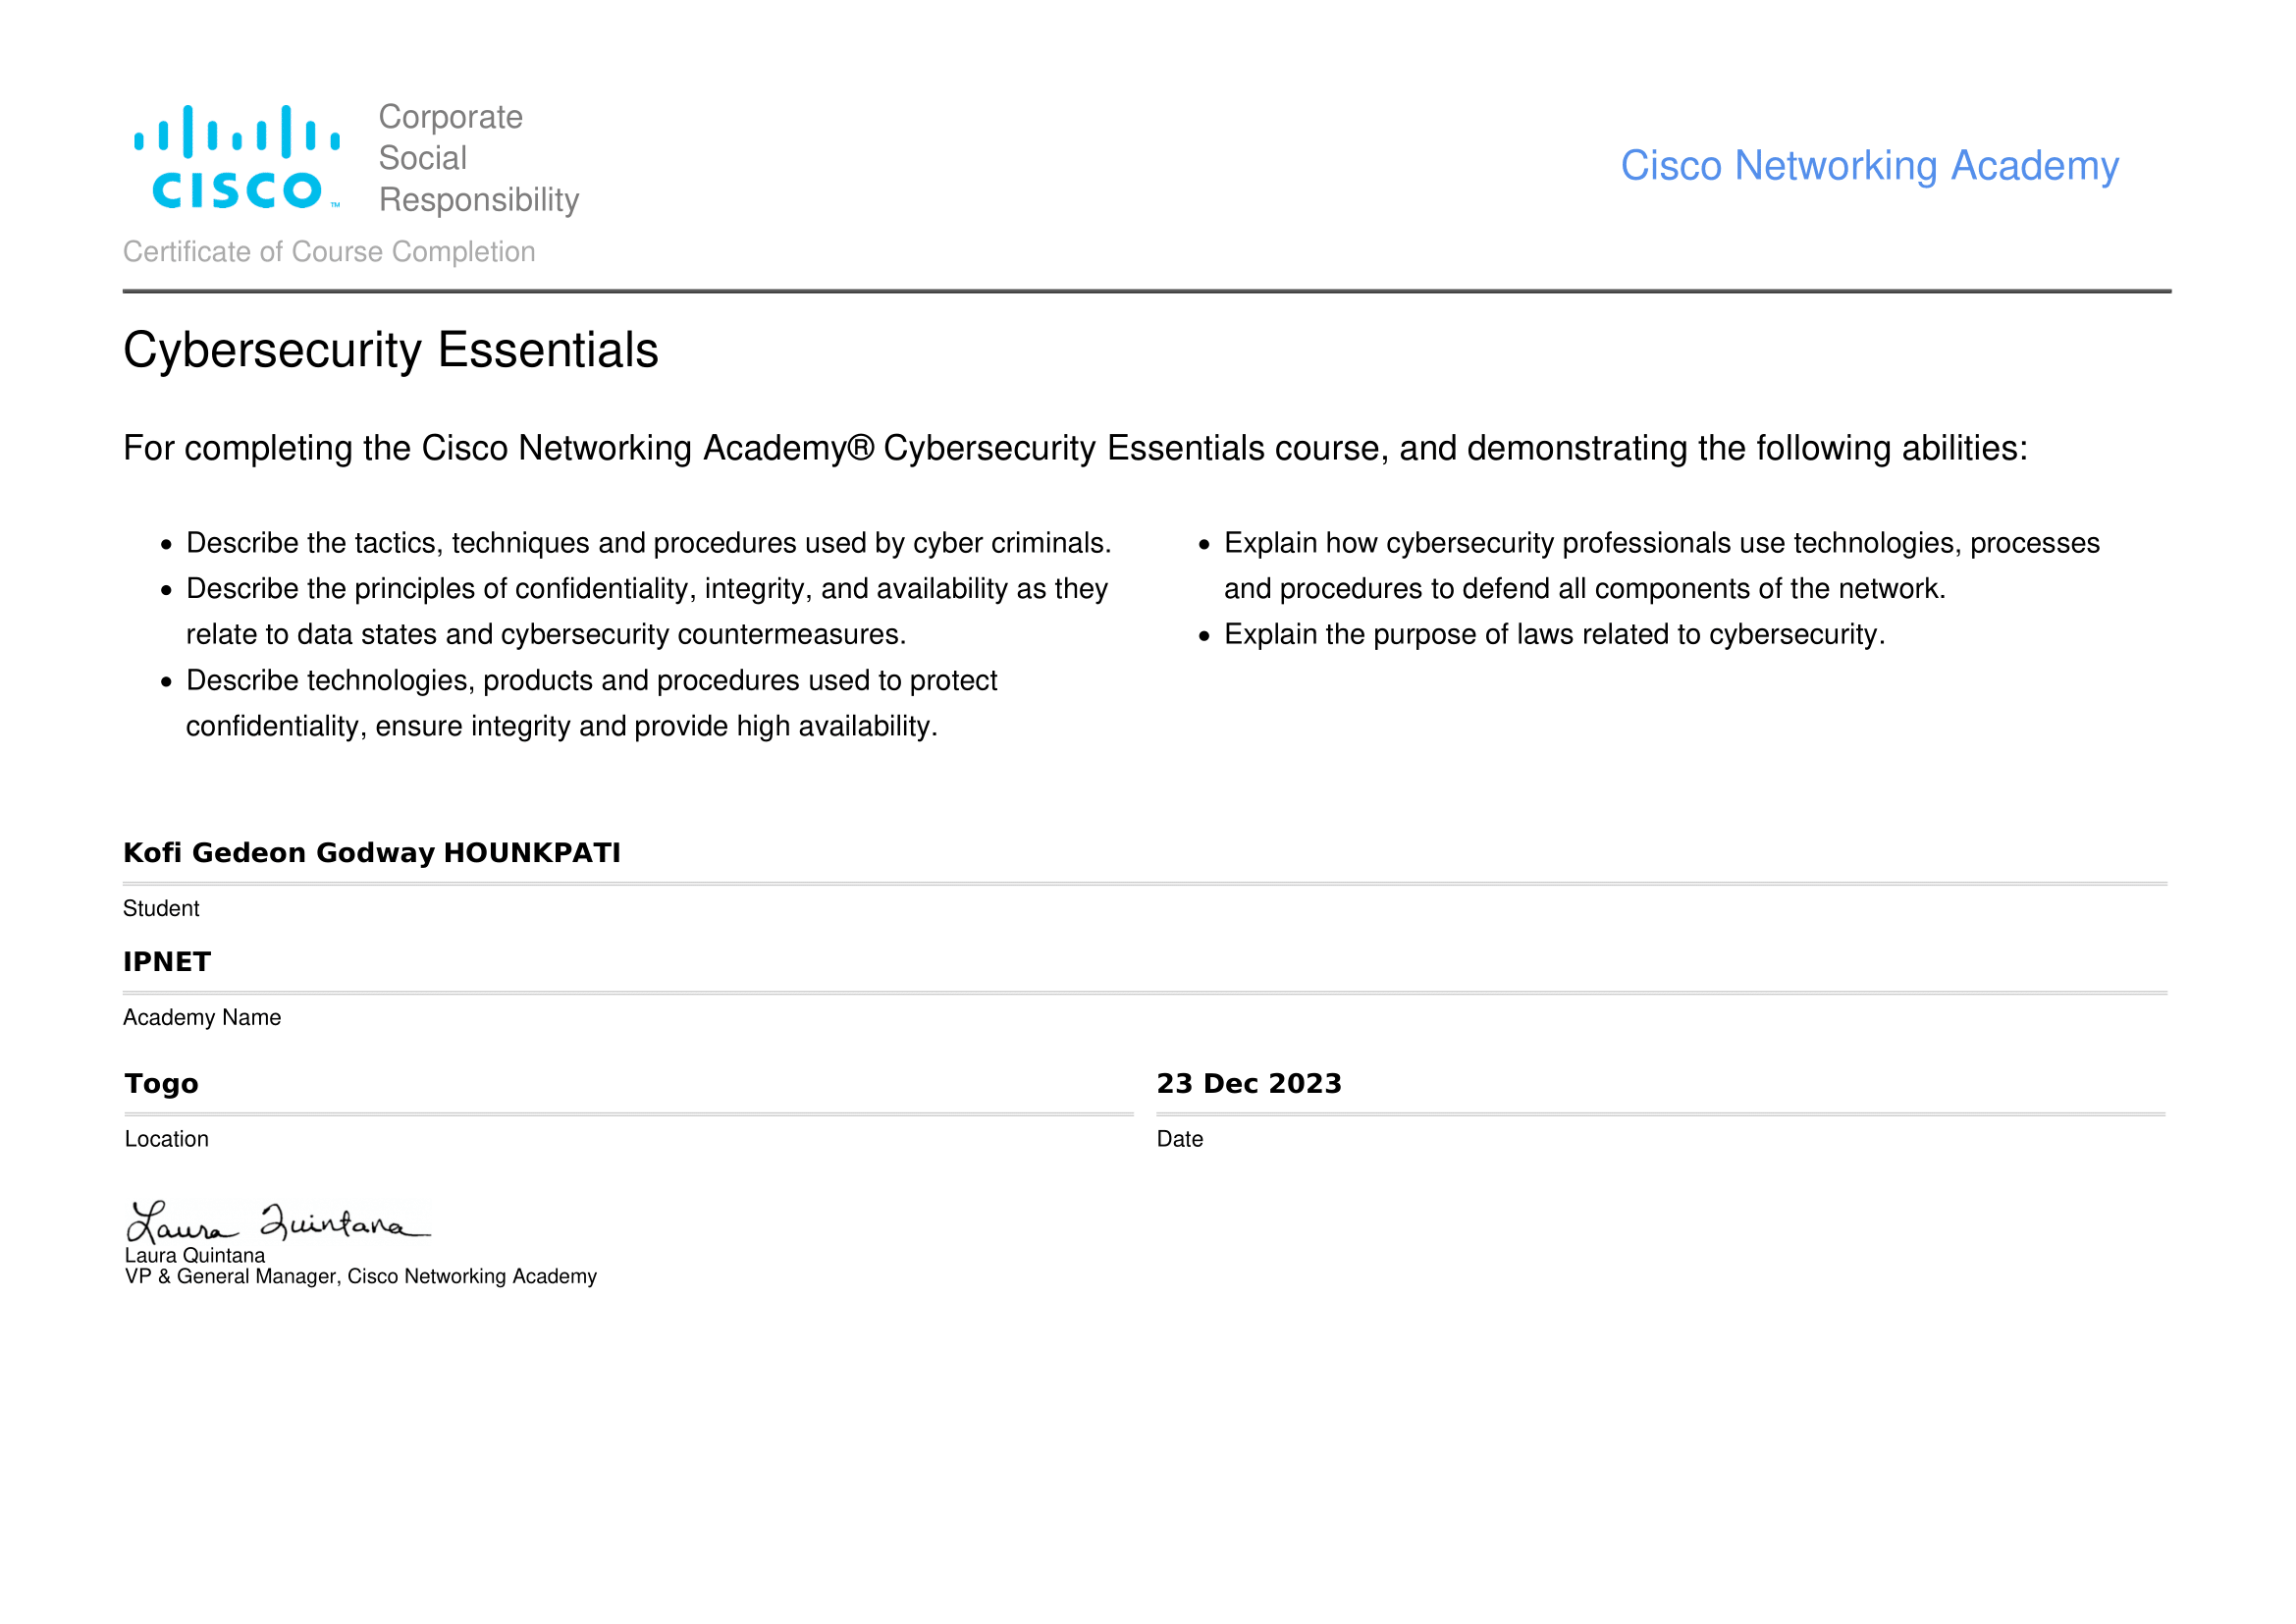 CISCO™
Corporate
Social
Responsibility
Cisco Networking Academy
Certificate of Course Completion
Cybersecurity Essentials
For completing the Cisco Networking Academy® Cybersecurity Essentials course, and demonstrating the following abilities:
• Describe the tactics, techniques and procedures used by cyber criminals.
• Describe the principles of confidentiality, integrity, and availability as they
relate to data states and cybersecurity countermeasures.
• Describe technologies, products and procedures used to protect
confidentiality, ensure integrity and provide high availability.
• Explain how cybersecurity professionals use technologies, processes
and procedures to defend all components of the network.
• Explain the purpose of laws related to cybersecurity.
Kofi Gedeon Godway HOUNKPATI
Student
IPNET
Academy Name
Togo
Location
23 Dec 2023
Date
Laura Quintana
Laura Quintana
VP & General Manager, Cisco Networking Academy